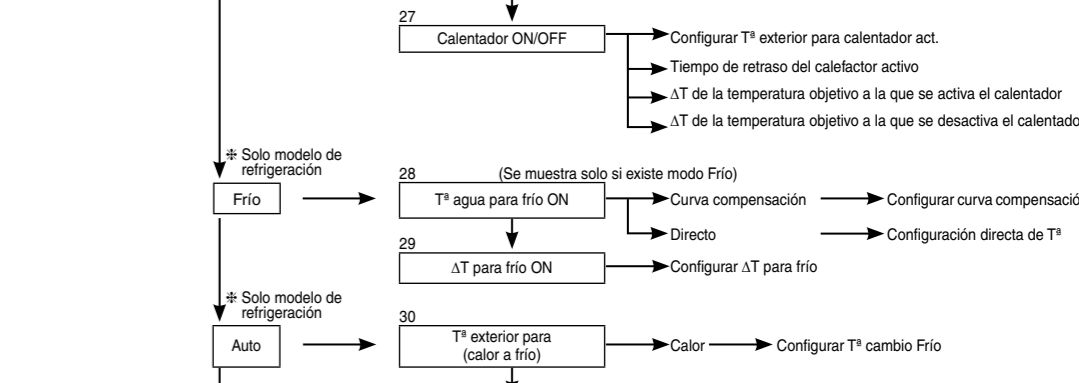 27
Calentador ON/OFF
Configurar Tª exterior para calentador act.
Tiempo de retraso del calefactor activo
ΔT de la temperatura objetivo a la que se activa el calentador
ΔT de la temperatura objetivo a la que se desactiva el calentado
❈ Solo modelo de
refrigeración
Frío
28
(Se muestra solo si existe modo Frío)
Tª agua para frío ON
Curva compensación
Configurar curva compensació
Directo
Configuración directa de Tª
29
ΔT para frío ON
Configurar ΔT para frío
❈ Solo modelo de
refrigeración
Auto
30
Tª exterior para
(calor a frío)
Calor
Configurar Tª cambio Frío